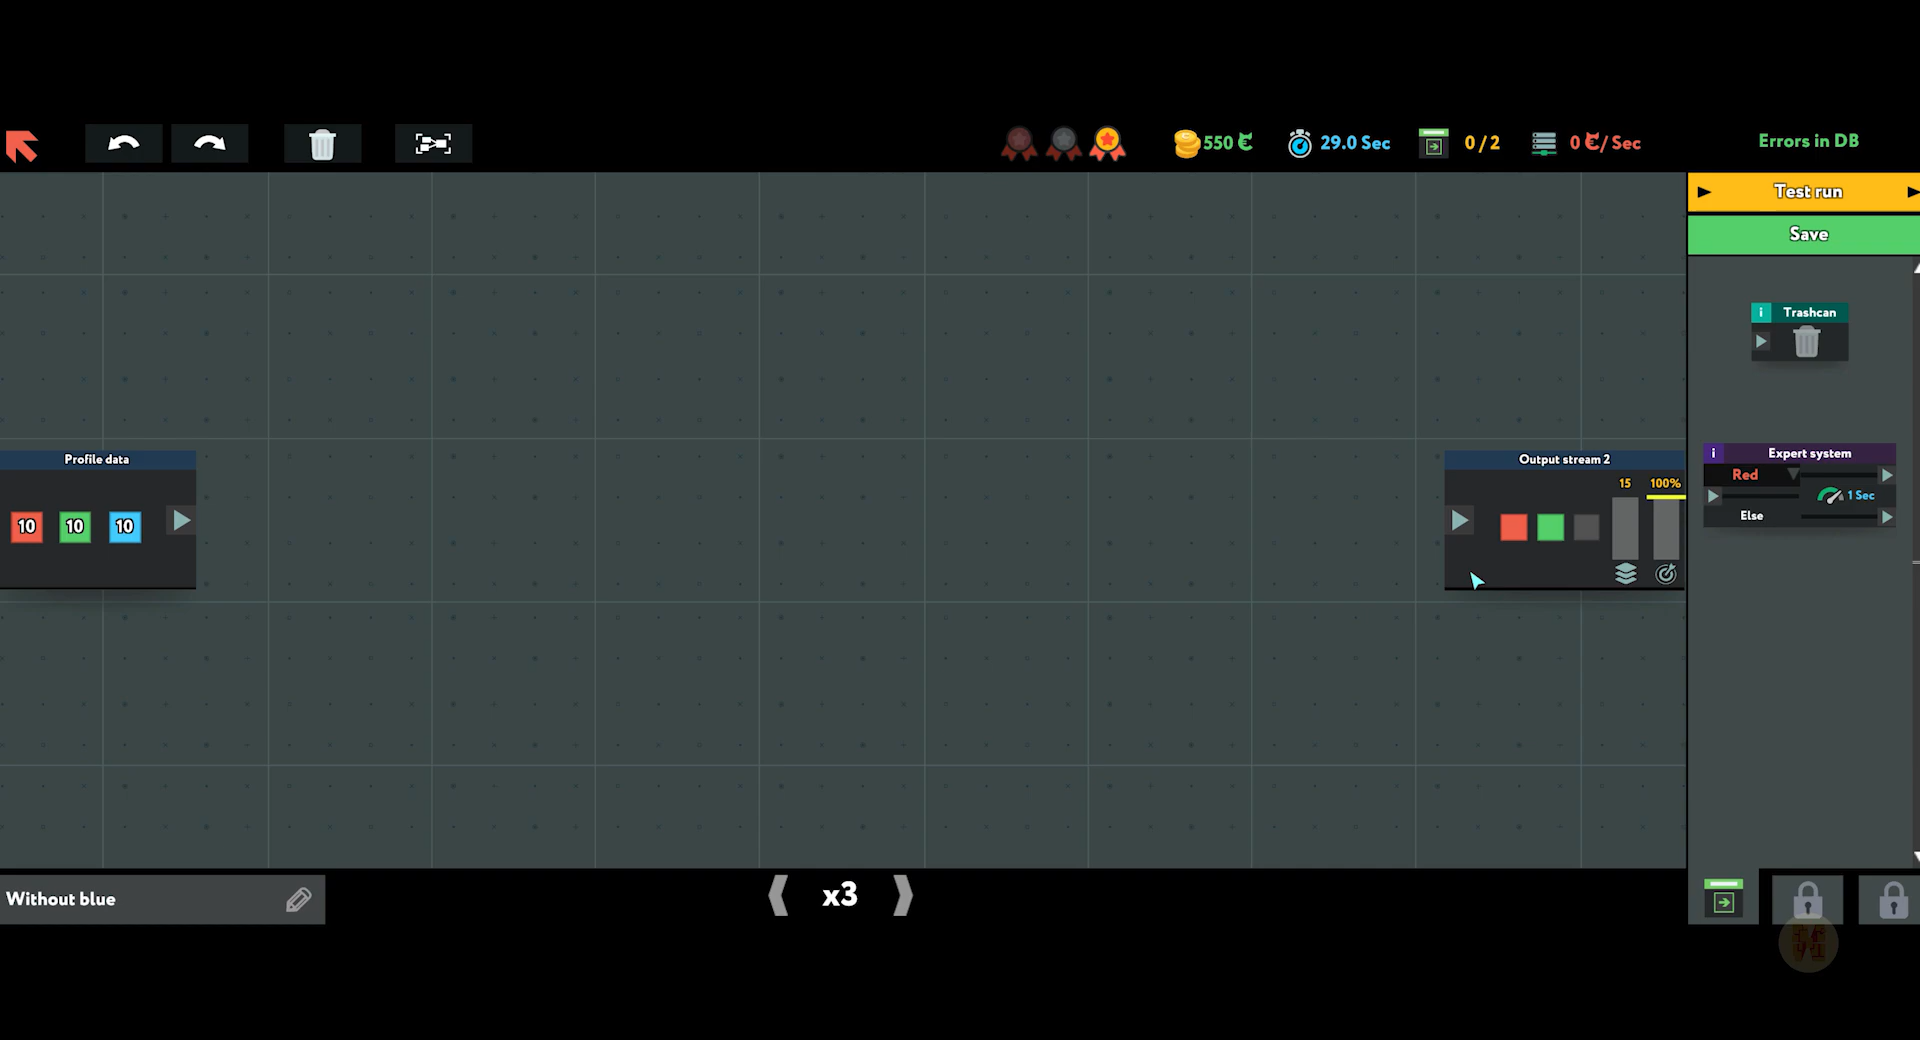 550 €
29.0 Sec
0 / 2
0 €/ Sec
Errors in DB
Test run
Save
i Trashcan
Profile data
10 10 10
Output stream 2
15 100%
i Expert system
Red
1 Sec
Else
Without blue
x3